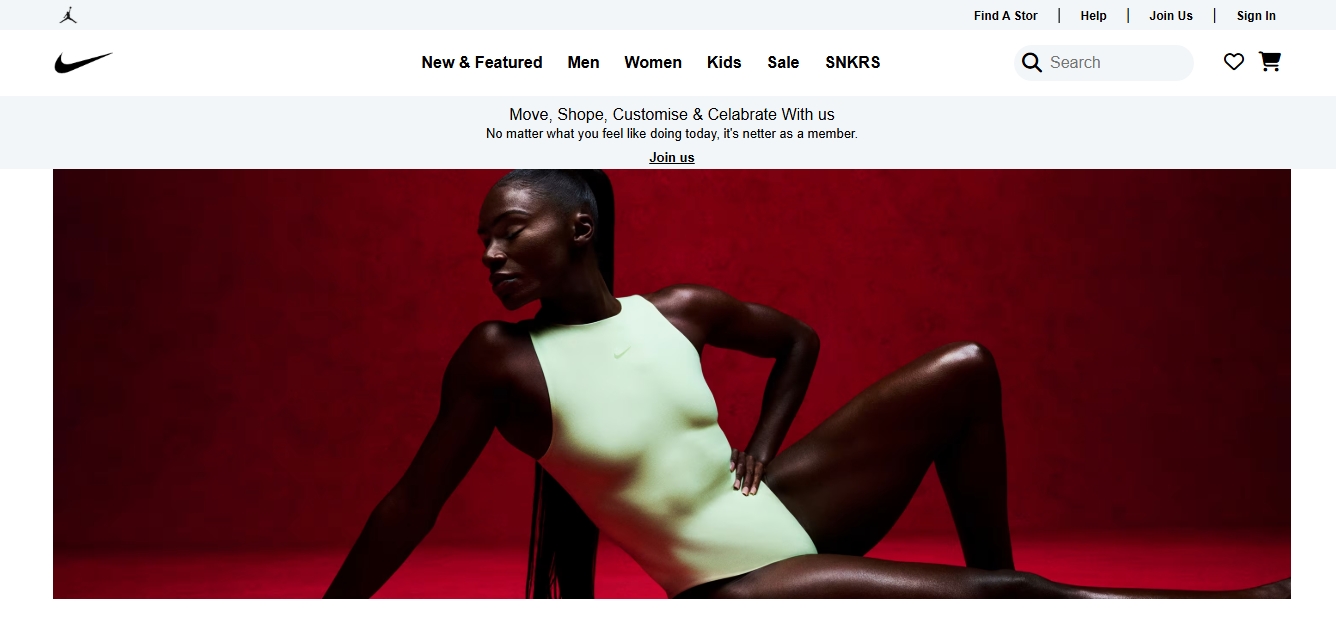 Find A Stor | Help | Join Us | Sign In
New & Featured Men Women Kids Sale SNKRS Search
Move, Shope, Customise & Celabrate With us
No matter what you feel like doing today, it's netter as a member.
Join us